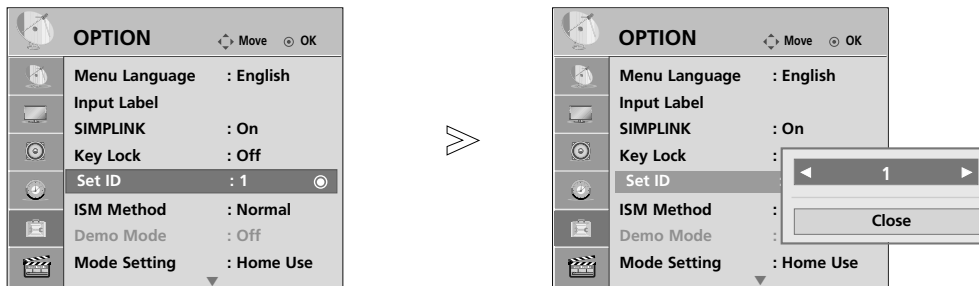 OPTION Move OK
Menu Language : English
Input Label
SIMPLINK : On
Key Lock : Off
Set ID : 1
ISM Method : Normal
Demo Mode : Off
Mode Setting : Home Use
OPTION Move OK
Menu Language : English
Input Label
SIMPLINK : On
Key Lock :
Set ID
ISM Method :
Demo Mode :
Mode Setting : Home Use
1
Close